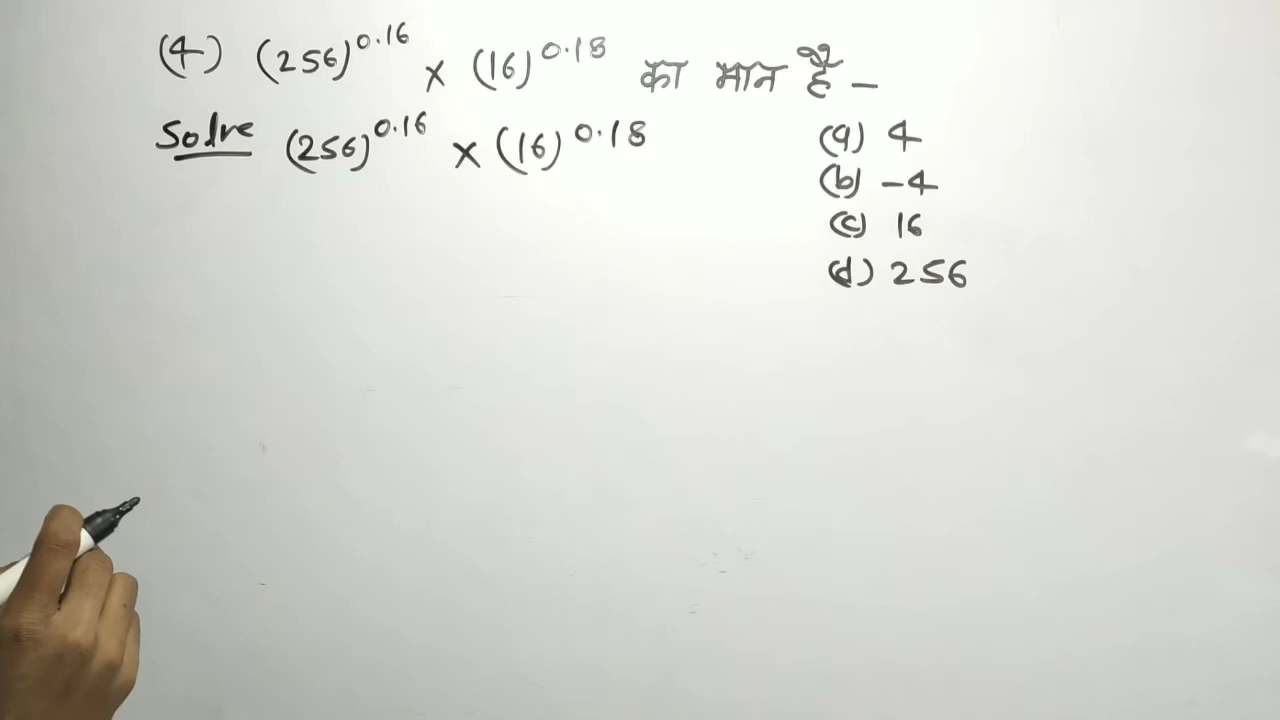 (4) (256)^0.16 × (16)^0.18 का मान है –
Solve (256)^0.16 × (16)^0.18
(a) 4
(b) –4
(c) 16
(d) 256